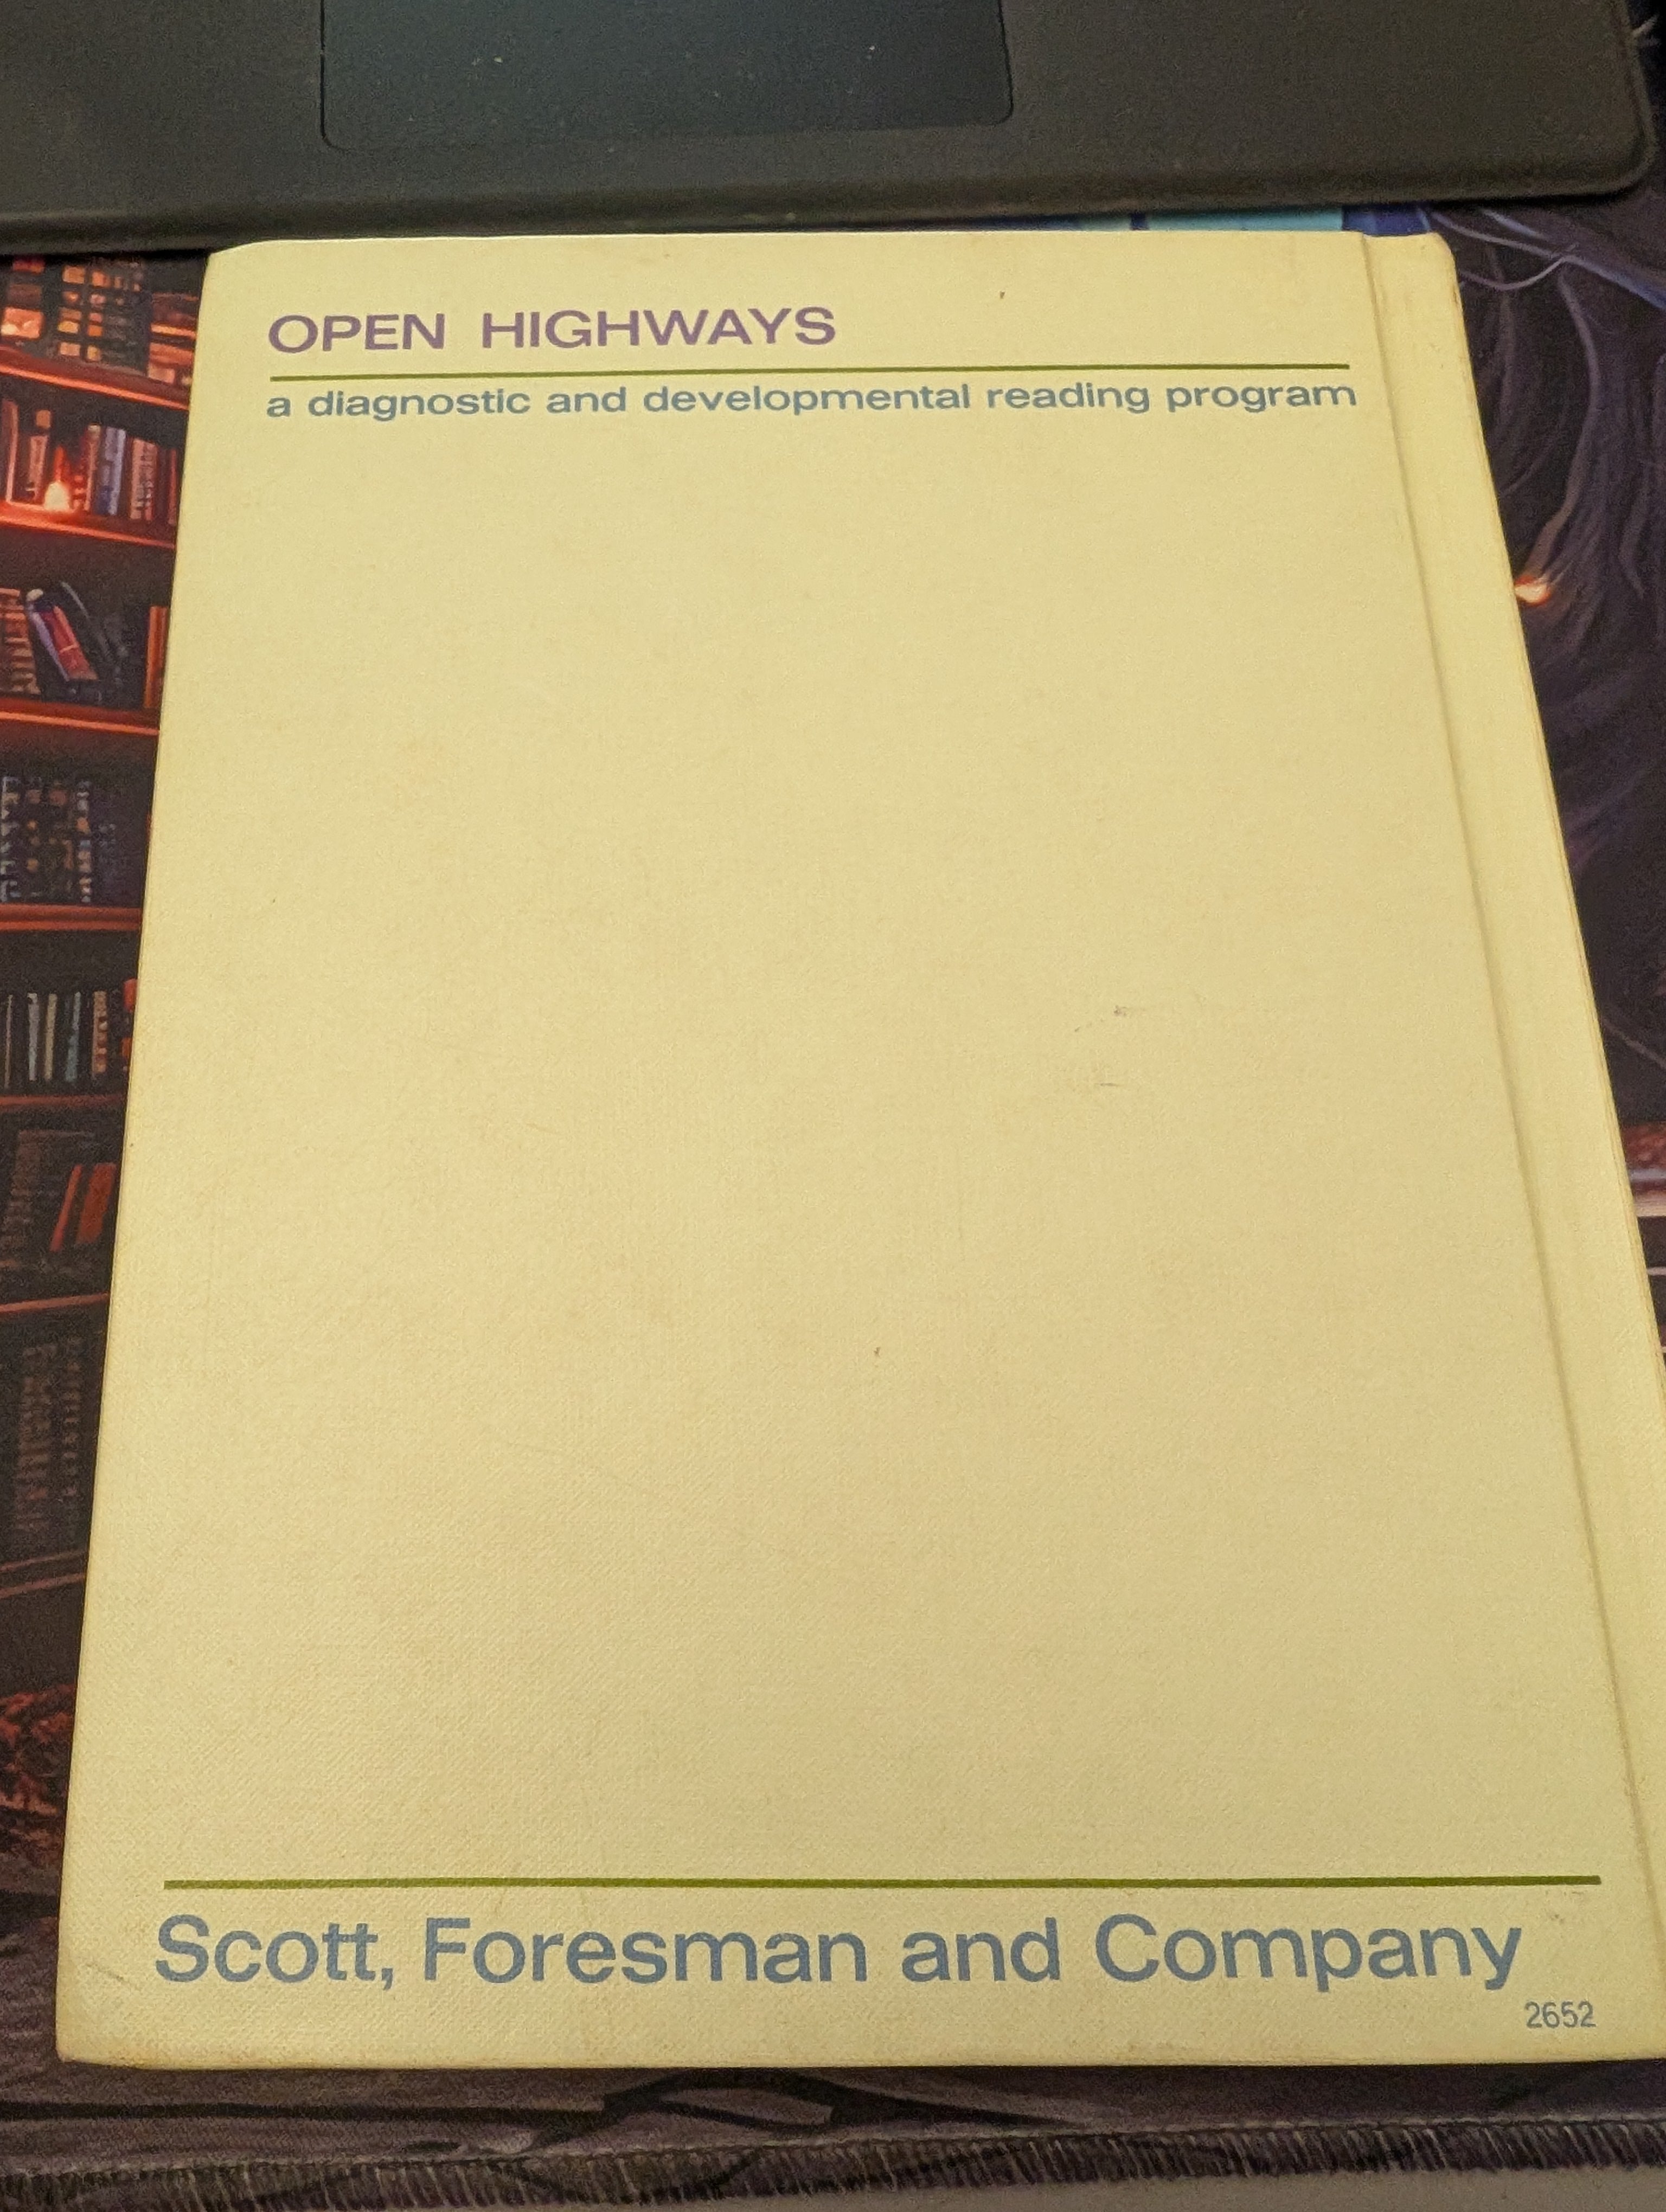 OPEN HIGHWAYS
a diagnostic and developmental reading program
Scott, Foresman and Company
2652